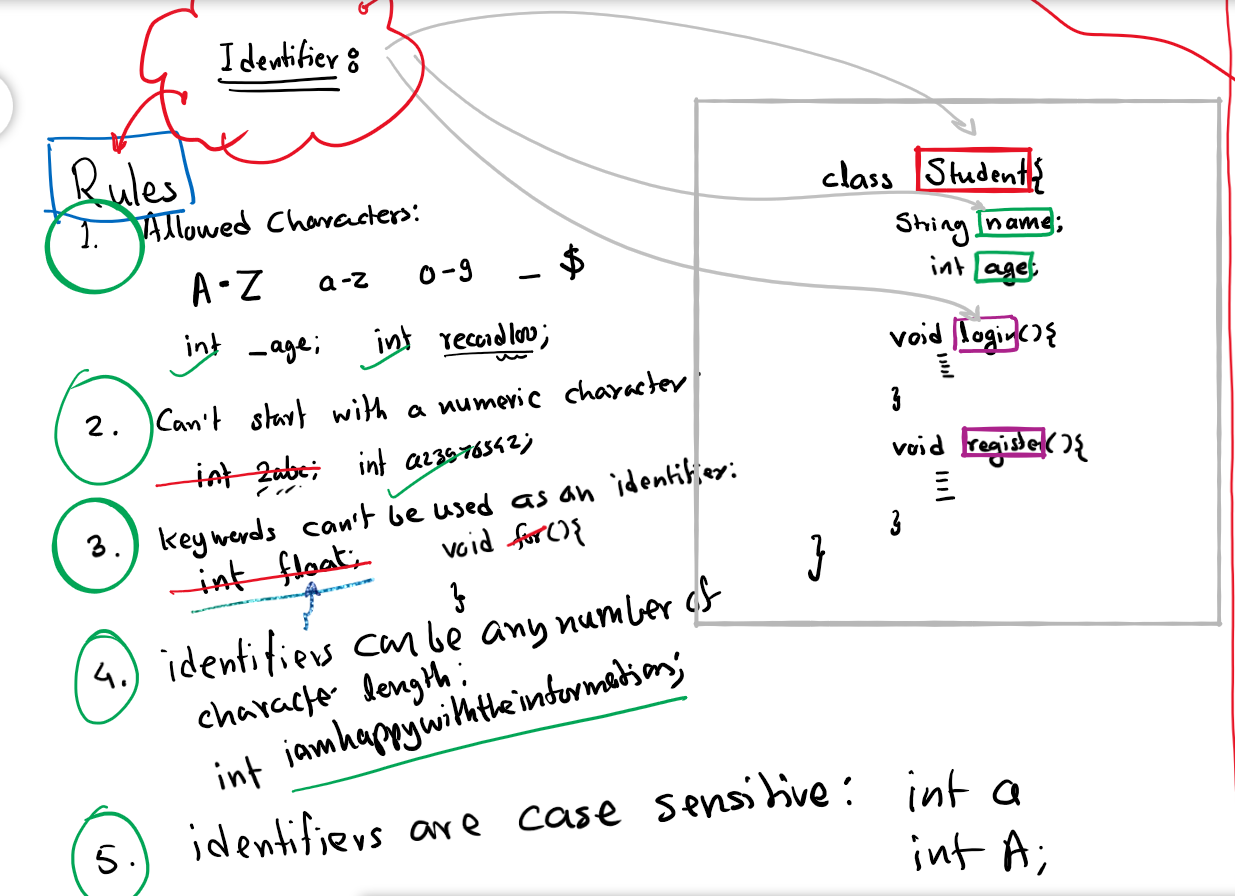 Identifier:
Rules
1. Allowed Characters:
A-Z a-z 0-9 _ $
int _age; int record100;
2. Can't start with a numeric character:
int 2abc; int a23576542;
3. keywords can't be used as an identifier:
int float; void for(){
}
4. identifiers can be any number of
character length:
int iamhappywiththeinformations;
5. identifiers are case sensitive: int a
int A;
class Student{
String name;
int age;
void login(){
}
void register(){
}
}